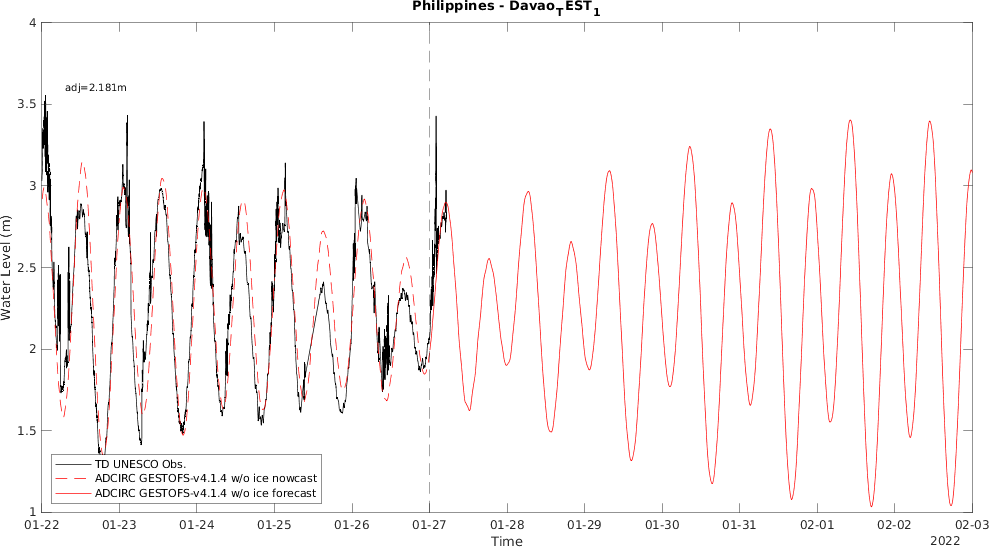 Philippines - Davao_TEST_1
4
adj=2.181m
3.5
3
2.5
2
1.5
1
Water Level (m)
TD UNESCO Obs.
ADCIRC GESTOFS-v4.1.4 w/o ice nowcast
ADCIRC GESTOFS-v4.1.4 w/o ice forecast
01-22 01-23 01-24 01-25 01-26 01-27 01-28 01-29 01-30 01-31 02-01 02-02 02-03
Time
2022